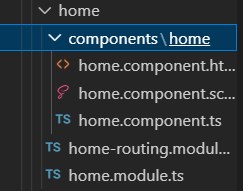 home
components\home
home.component.ht...
home.component.sc...
TS home.component.ts
TS home-routing.modul...
TS home.module.ts